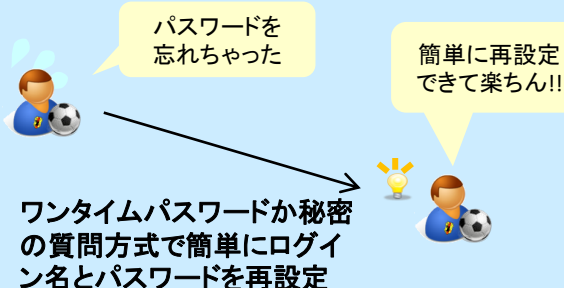 パスワードを
忘れちゃった
簡単に再設定
できて楽ちん!!
ワンタイムパスワードか秘密
の質問方式で簡単にログイ
ン名とパスワードを再設定